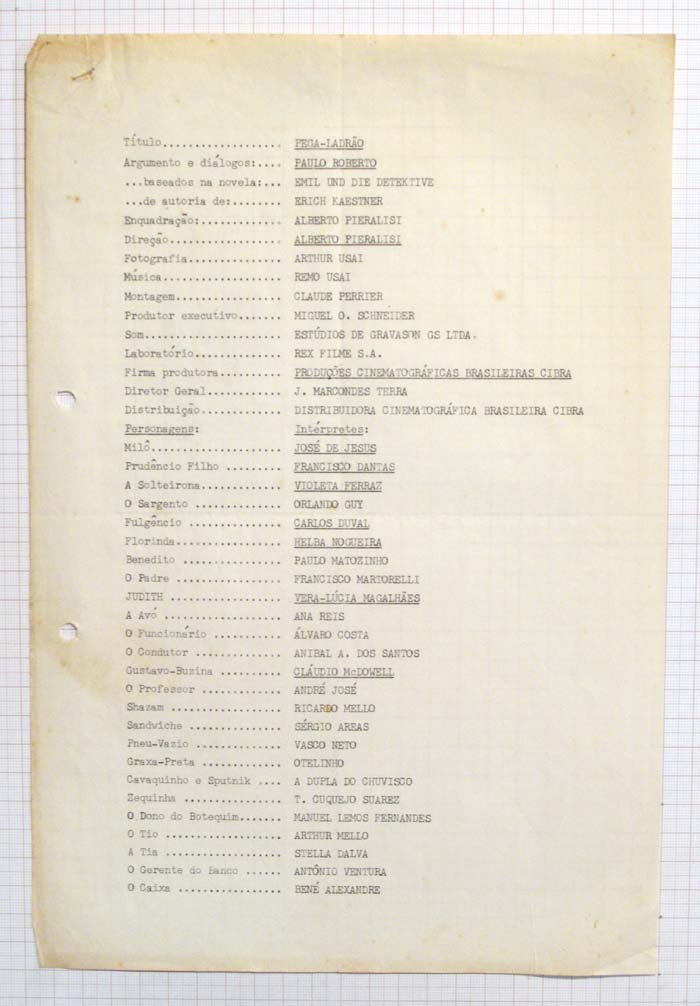 Título................... PEGA-LADRÃO
Argumento e diálogos:.... PAULO ROBERTO
...baseados na novela:... EMIL UND DIE DETEKTIVE
...de autoria de:........ ERICH KAESTNER
Enquadração:............. ALBERTO PIERALISI
Direção.................. ALBERTO PIERALISI
Fotografia............... ARTHUR USAI
Música................... REMO USAI
Montagem................. CLAUDE PERRIER
Produtor executivo....... MIGUEL O. SCHNEIDER
Som...................... ESTÚDIOS DE GRAVASON GS LTDA.
Laboratório.............. REX FILME S.A.
Firma produtora.......... PRODUÇÕES CINEMATOGRÁFICAS BRASILEIRAS CIBRA
Diretor Geral............ J. MARCONDES TERRA
Distribuição............. DISTRIBUIDORA CINEMATOGRÁFICA BRASILEIRA CIBRA
Personagens: Intérpretes:
Milô..................... JOSÉ DE JESUS
Prudêncio Filho ......... FRANCISCO DANTAS
A Solteirona............. VIOLETA FERRAZ
O Sargento .............. ORLANDO GUY
Fulgêncio ............... CARLOS DUVAL
Florinda................. HELBA NOGUEIRA
Benedito ................ PAULO MATOZINHO
O Padre ................. FRANCISCO MARTORELLI
JUDITH .................. VERA-LÚCIA MAGALHÃES
A Avó ................... ANA REIS
O Funcionário ........... ÁLVARO COSTA
O Condutor .............. ANIBAL A. DOS SANTOS
Gustavo-Buzina .......... CLÁUDIO McDOWELL
O Professor ............. ANDRÉ JOSÉ
Shazam .................. RICARDO MELLO
Sandwiche ............... SÉRGIO AREAS
Pneu-Vazio .............. VASCO NETO
Graxa-Preta ............. OTELINHO
Cavaquinho e Sputnik .... A DUPLA DO CHUVISCO
Zequinha ................ T. CUQUEJO SUAREZ
O Dono do Botequim....... MANUEL LEMOS FERNANDES
O Tio ................... ARTHUR MELLO
A Tia ................... STELLA DALVA
O Gerente do Banco ...... ANTÔNIO VENTURA
O Caixa ................. BENÉ ALEXANDRE